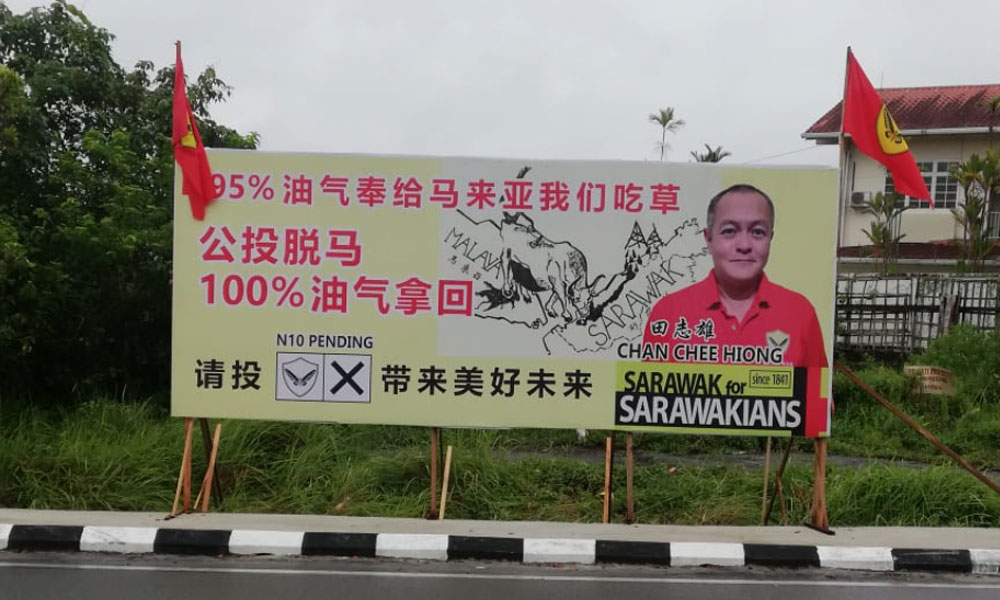 95%油气奉给马来亚我们吃草
公投脱马
100%油气拿回
MALAYA
SARAWAK
N10 PENDING
请投
带来美好未来
田志雄
CHAN CHEE HIONG
SARAWAK for
since 1841
SARAWAKIANS